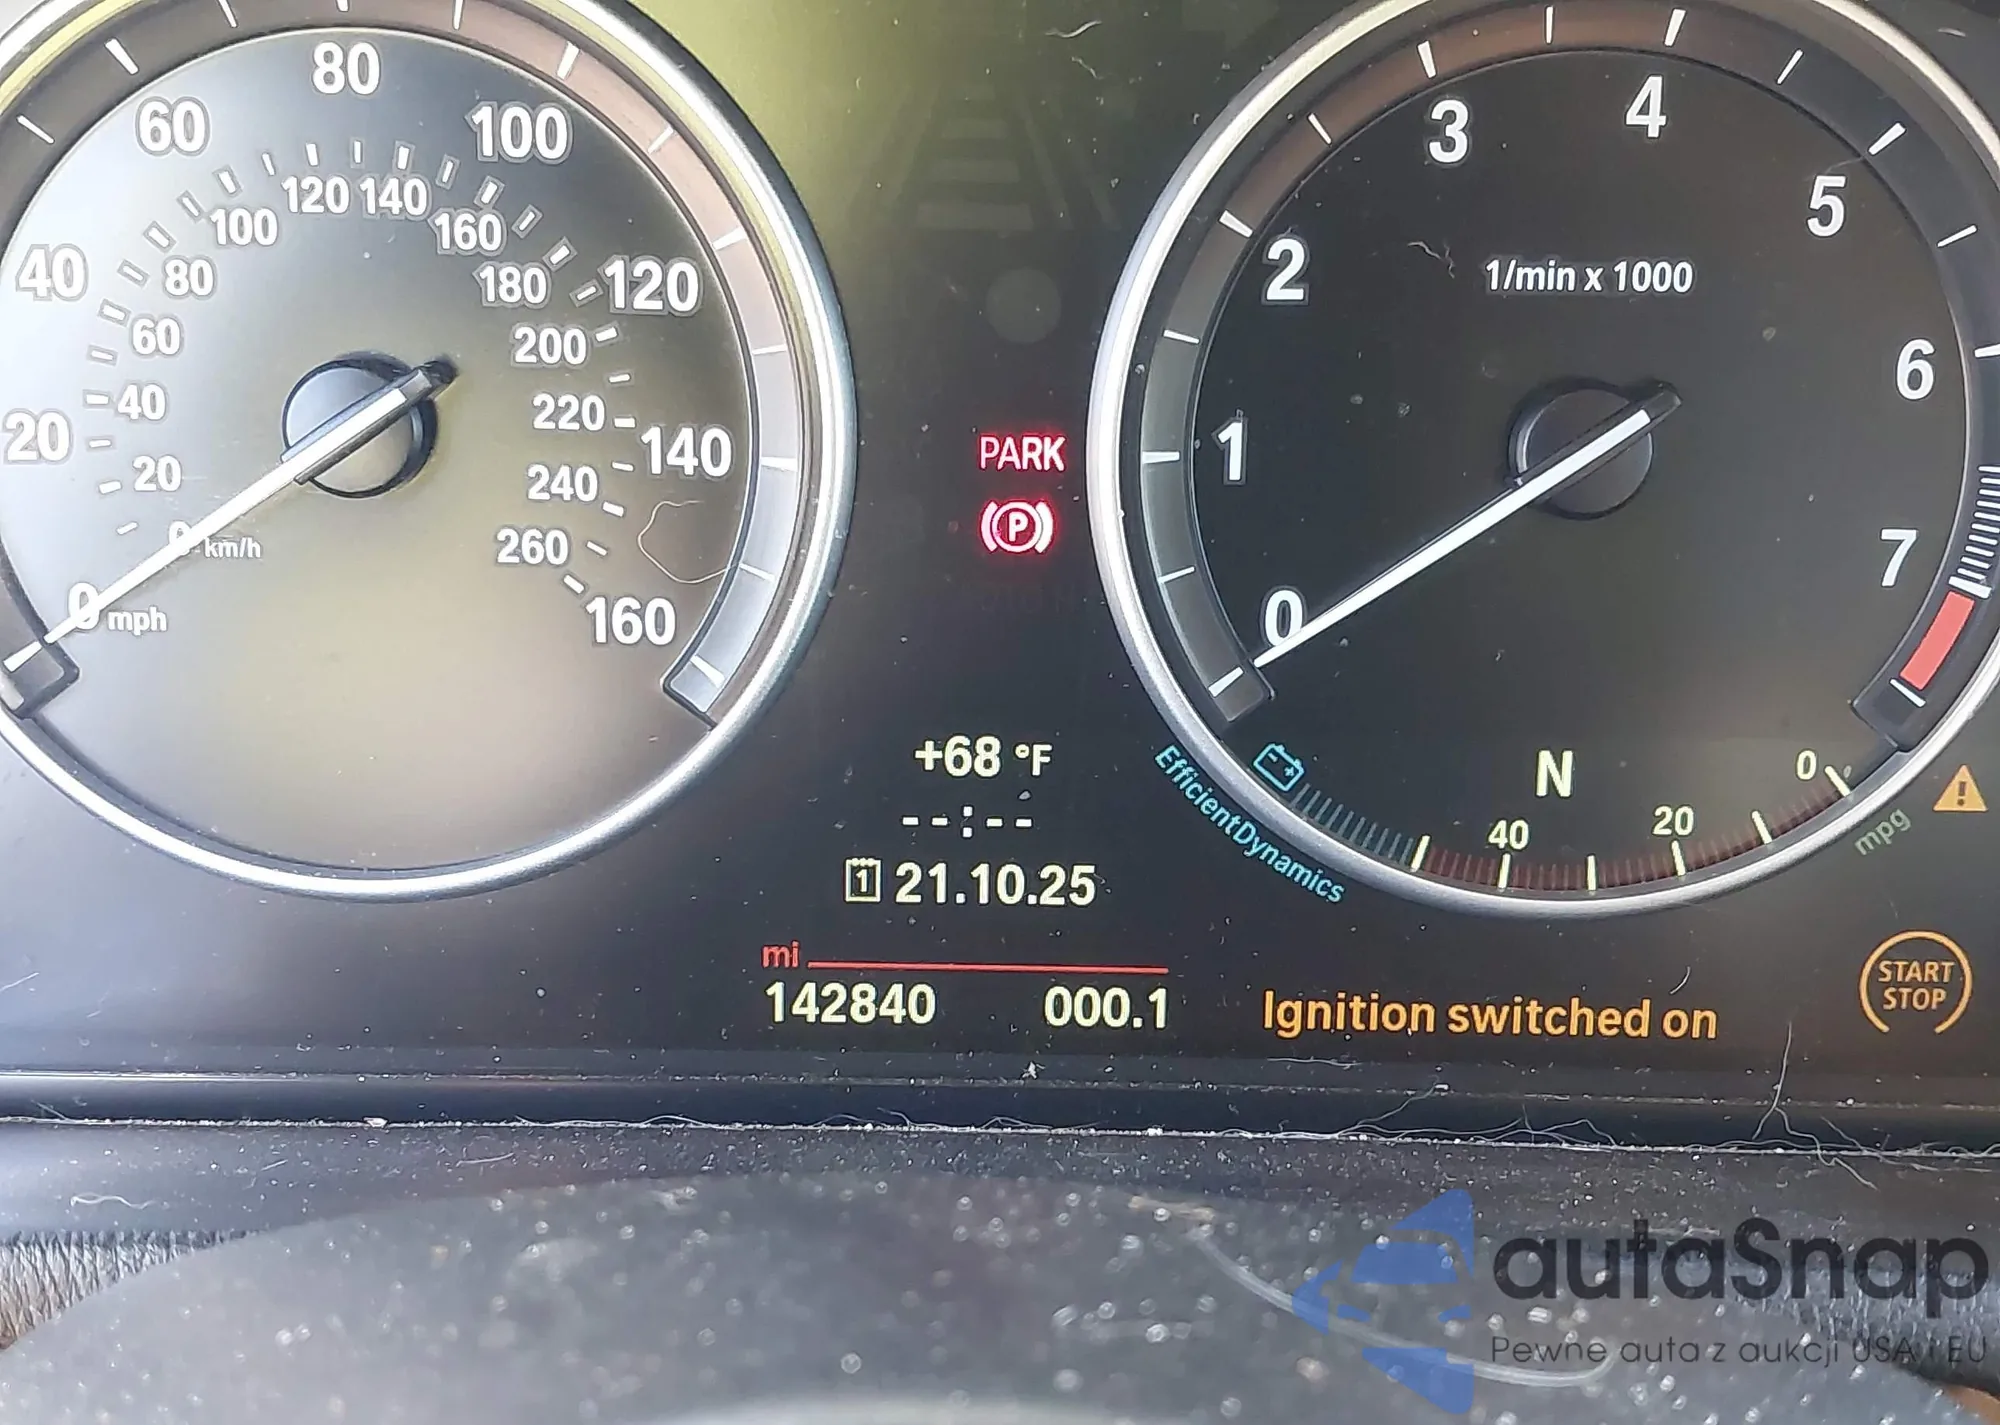 80
60
100
120 140
100
160
40
80
180
120
60
200
40
220
20
140
20
240
0 km/h
260
0 mph
160
3
4
5
2
1/min x 1000
6
1
7
0
PARK
P
+68 °F
--:--
1 21.10.25
mi
142840 000.1
EfficientDynamics
N
40
20
0
mpg
Ignition switched on
START
STOP
autaSnap
Pewne auta z aukcji USA i EU